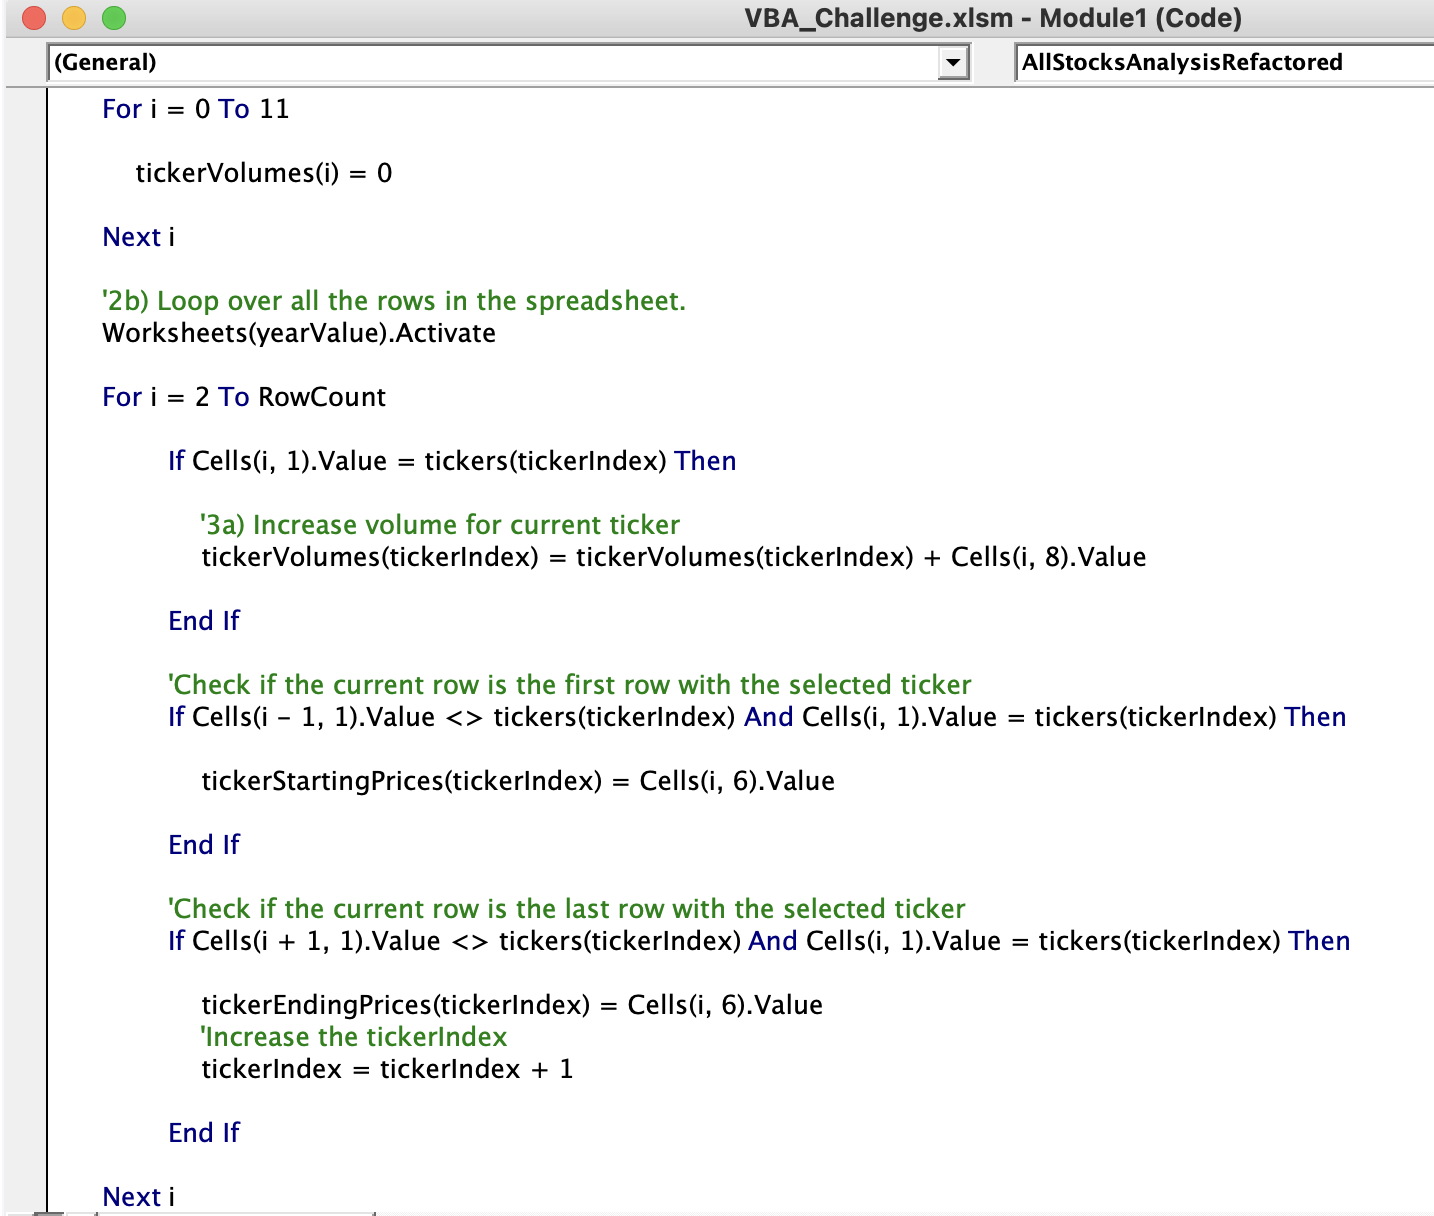 VBA_Challenge.xlsm - Module1 (Code)
(General)
AllStocksAnalysisRefactored
For i = 0 To 11
tickerVolumes(i) = 0
Next i
'2b) Loop over all the rows in the spreadsheet.
Worksheets(yearValue).Activate
For i = 2 To RowCount
If Cells(i, 1).Value = tickers(tickerIndex) Then
'3a) Increase volume for current ticker
tickerVolumes(tickerIndex) = tickerVolumes(tickerIndex) + Cells(i, 8).Value
End If
'Check if the current row is the first row with the selected ticker
If Cells(i - 1, 1).Value <> tickers(tickerIndex) And Cells(i, 1).Value = tickers(tickerIndex) Then
tickerStartingPrices(tickerIndex) = Cells(i, 6).Value
End If
'Check if the current row is the last row with the selected ticker
If Cells(i + 1, 1).Value <> tickers(tickerIndex) And Cells(i, 1).Value = tickers(tickerIndex) Then
tickerEndingPrices(tickerIndex) = Cells(i, 6).Value
'Increase the tickerIndex
tickerIndex = tickerIndex + 1
End If
Next i